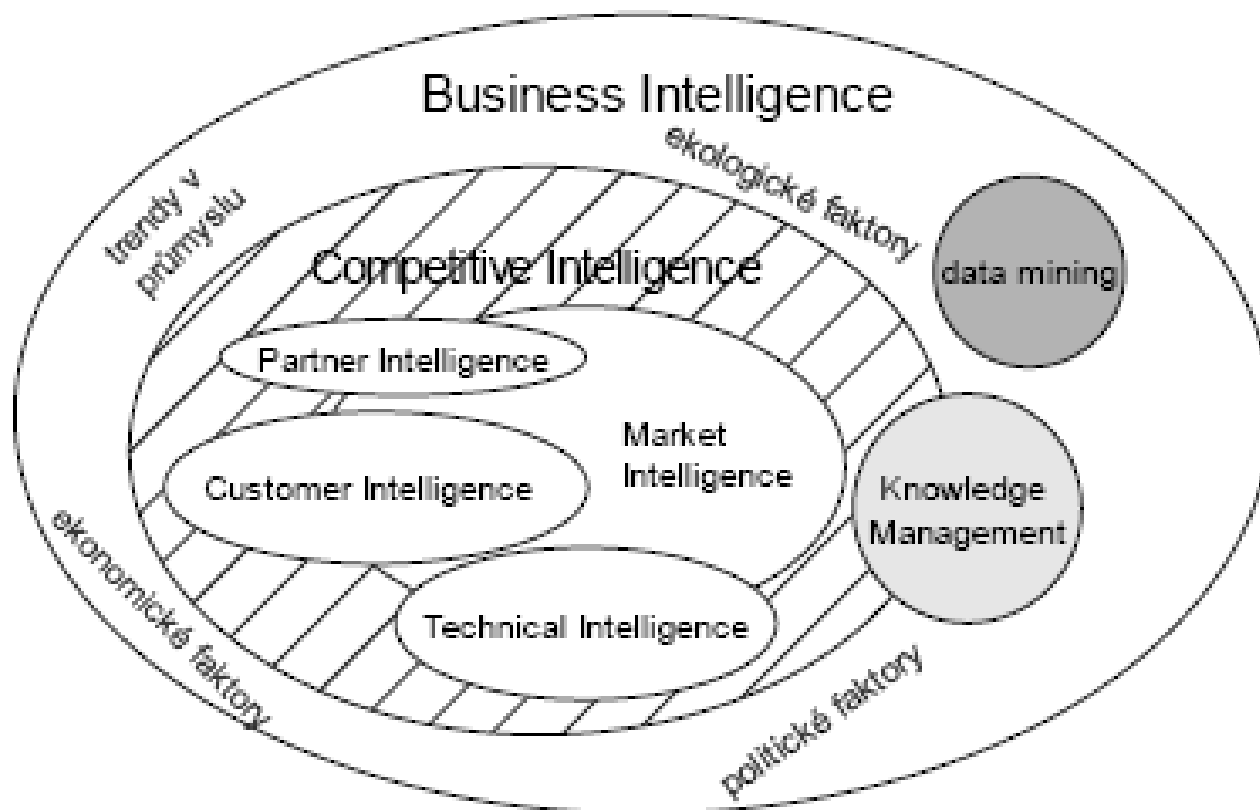 Business Intelligence
ekologické faktory
trendy v
průmyslu
Competitive Intelligence
data mining
Partner Intelligence
Market
Intelligence
Customer Intelligence
Knowledge
Management
Technical Intelligence
ekonomické faktory
politické faktory